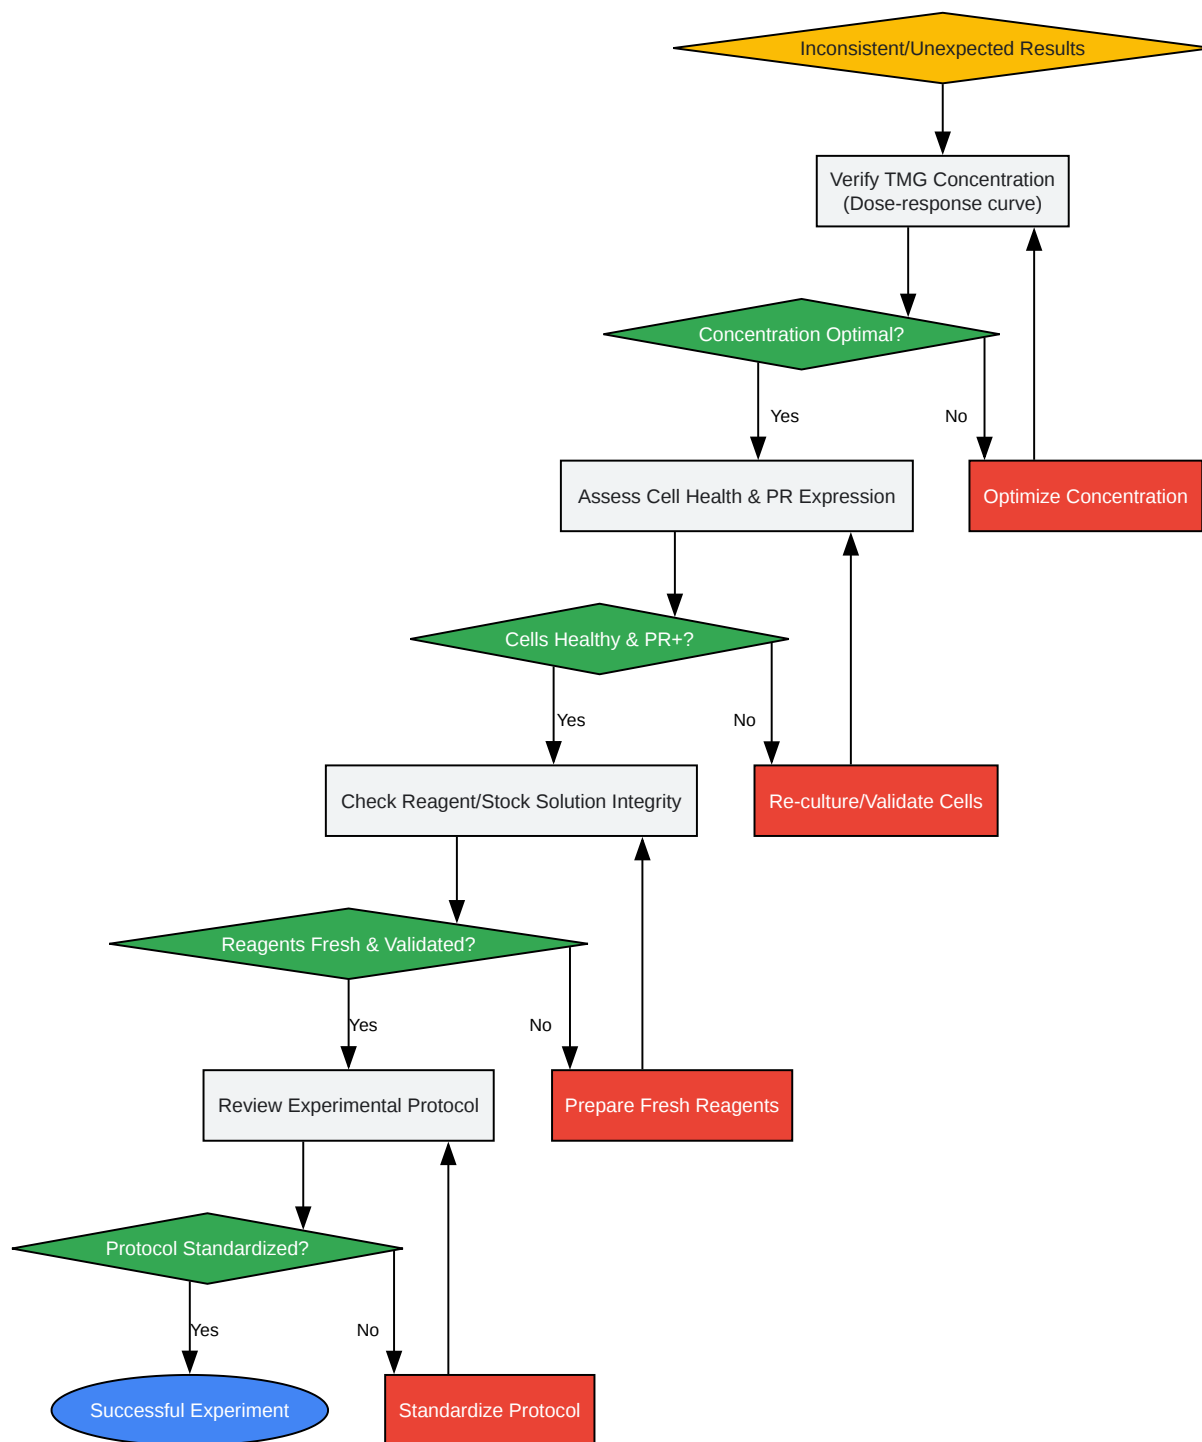 Inconsistent/Unexpected Results
Verify TMG Concentration
(Dose-response curve)
Concentration Optimal?
Yes
No
Assess Cell Health & PR Expression
Optimize Concentration
Cells Healthy & PR+?
Yes
No
Check Reagent/Stock Solution Integrity
Re-culture/Validate Cells
Reagents Fresh & Validated?
Yes
No
Review Experimental Protocol
Prepare Fresh Reagents
Protocol Standardized?
Yes
No
Successful Experiment
Standardize Protocol